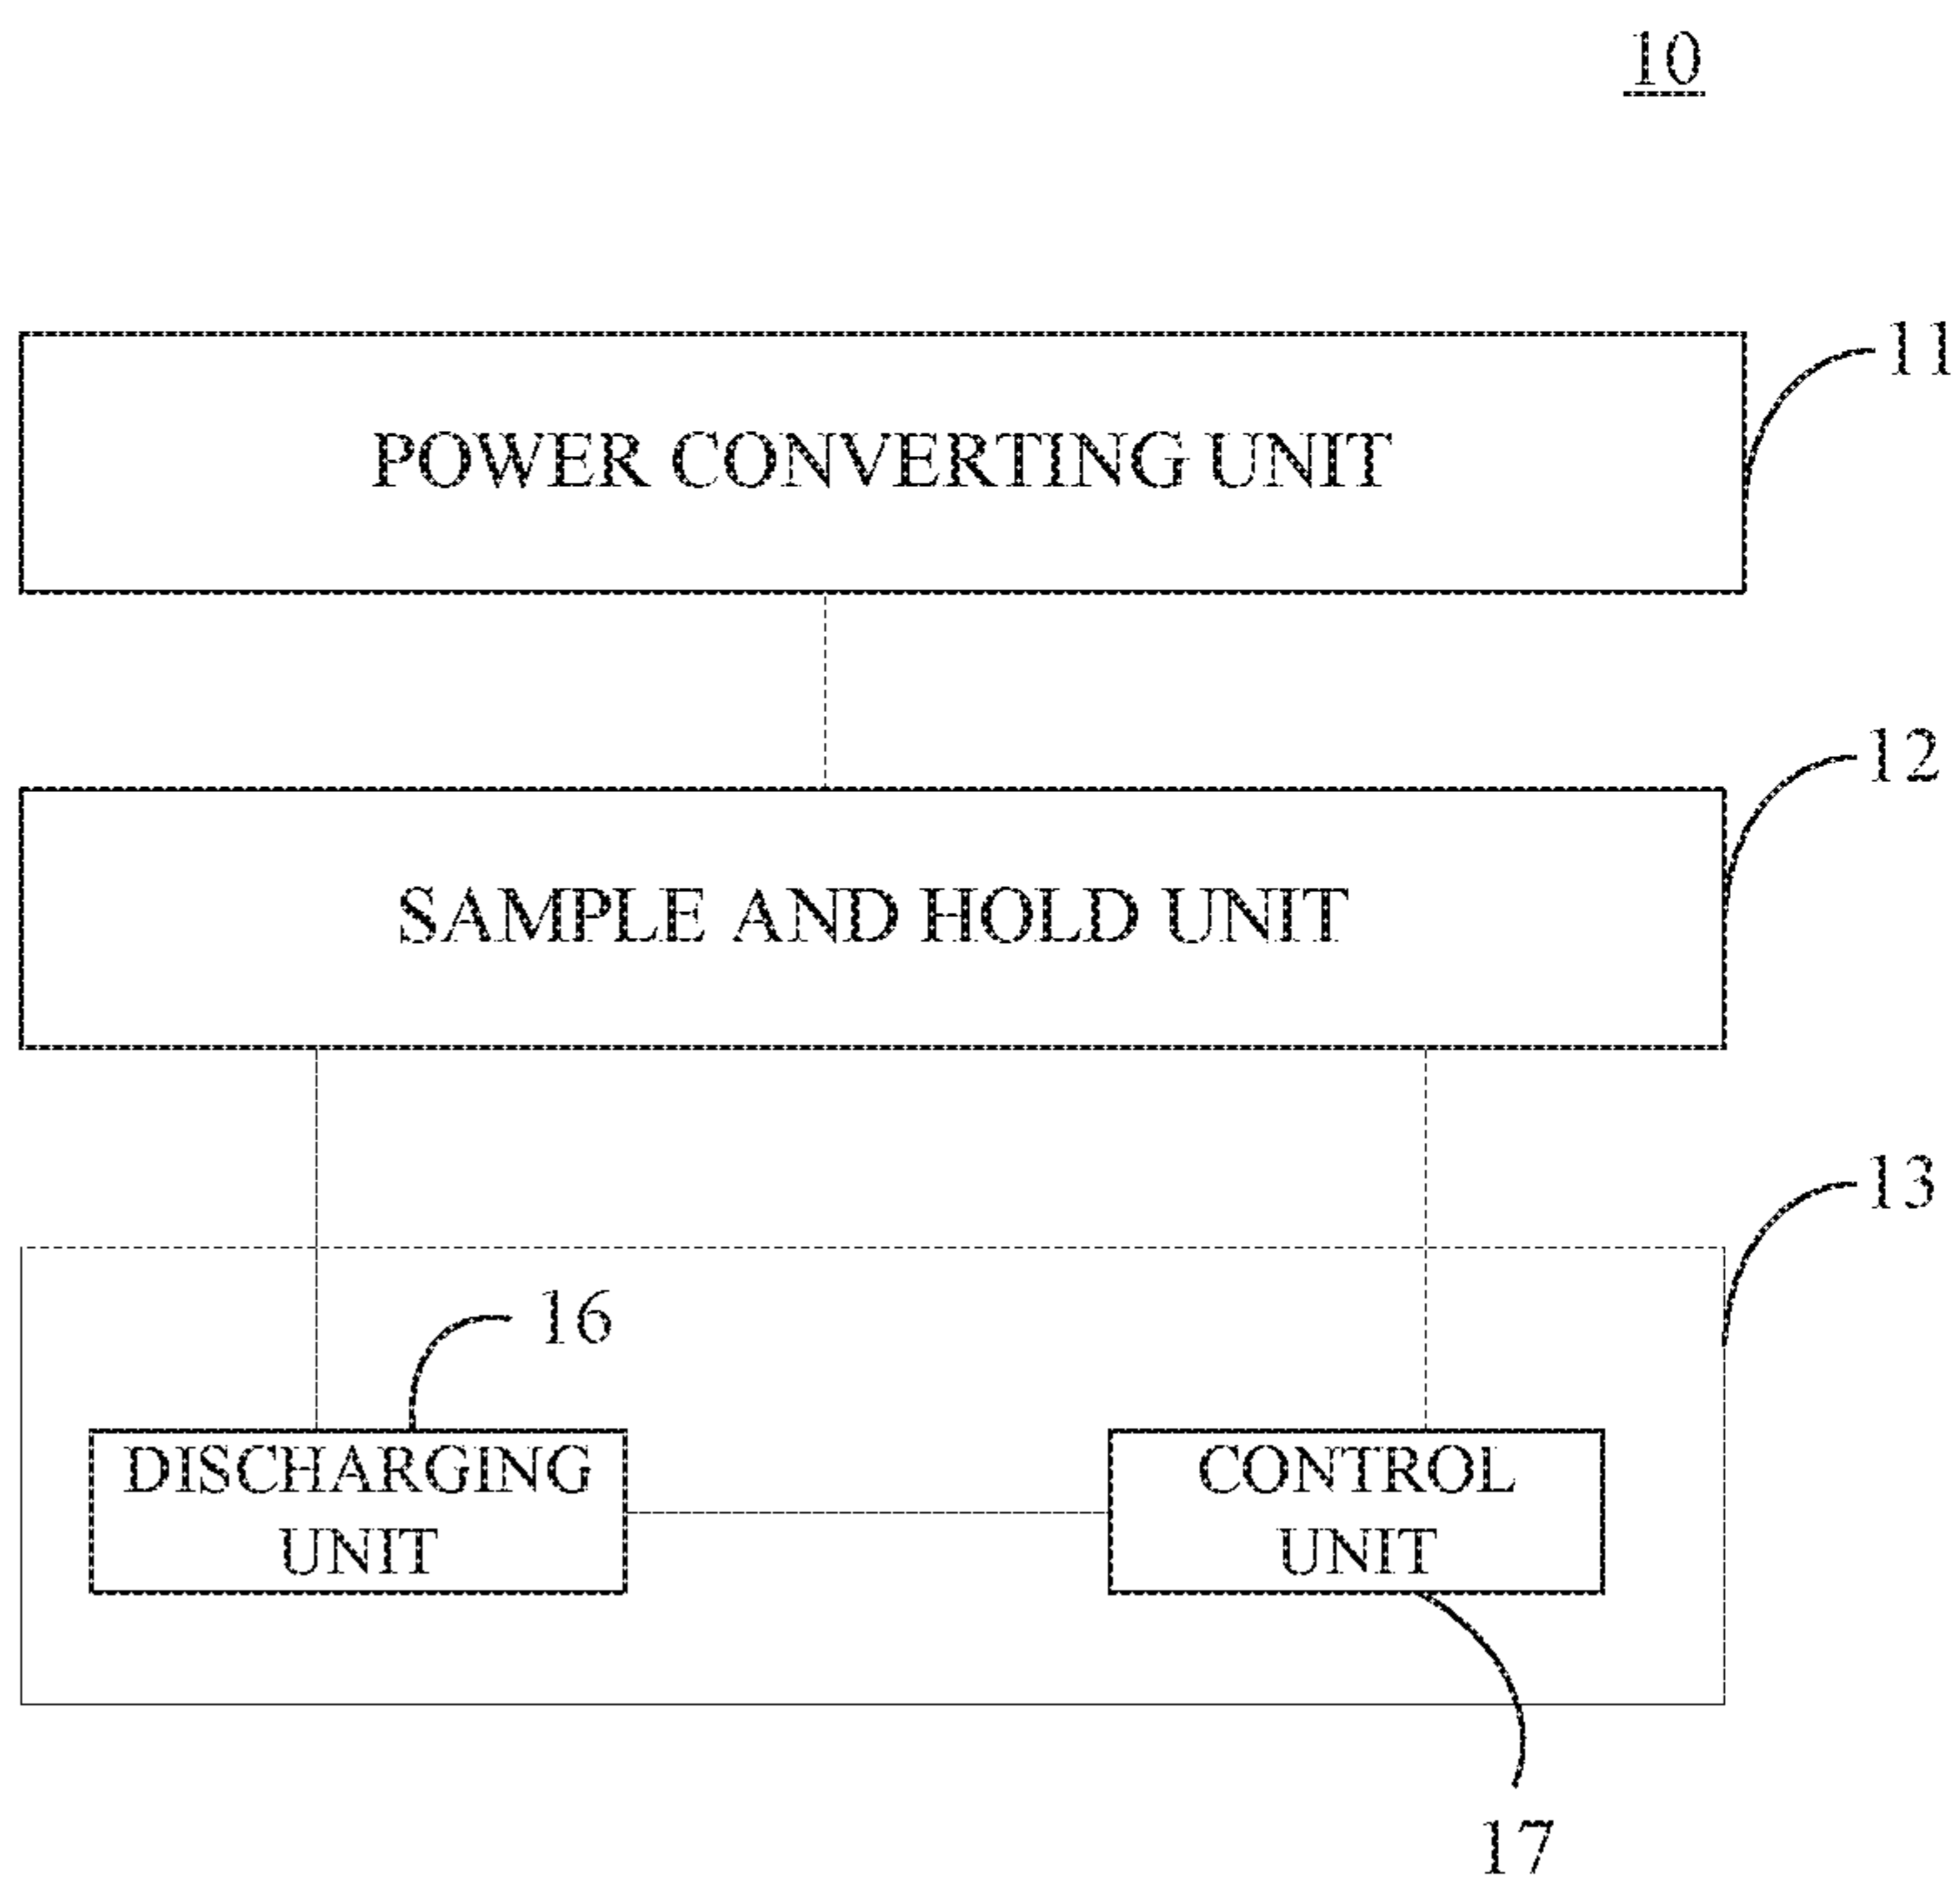 10
11
POWER CONVERTING UNIT
12
SAMPLE AND HOLD UNIT
13
16
DISCHARGING
UNIT
CONTROL
UNIT
17